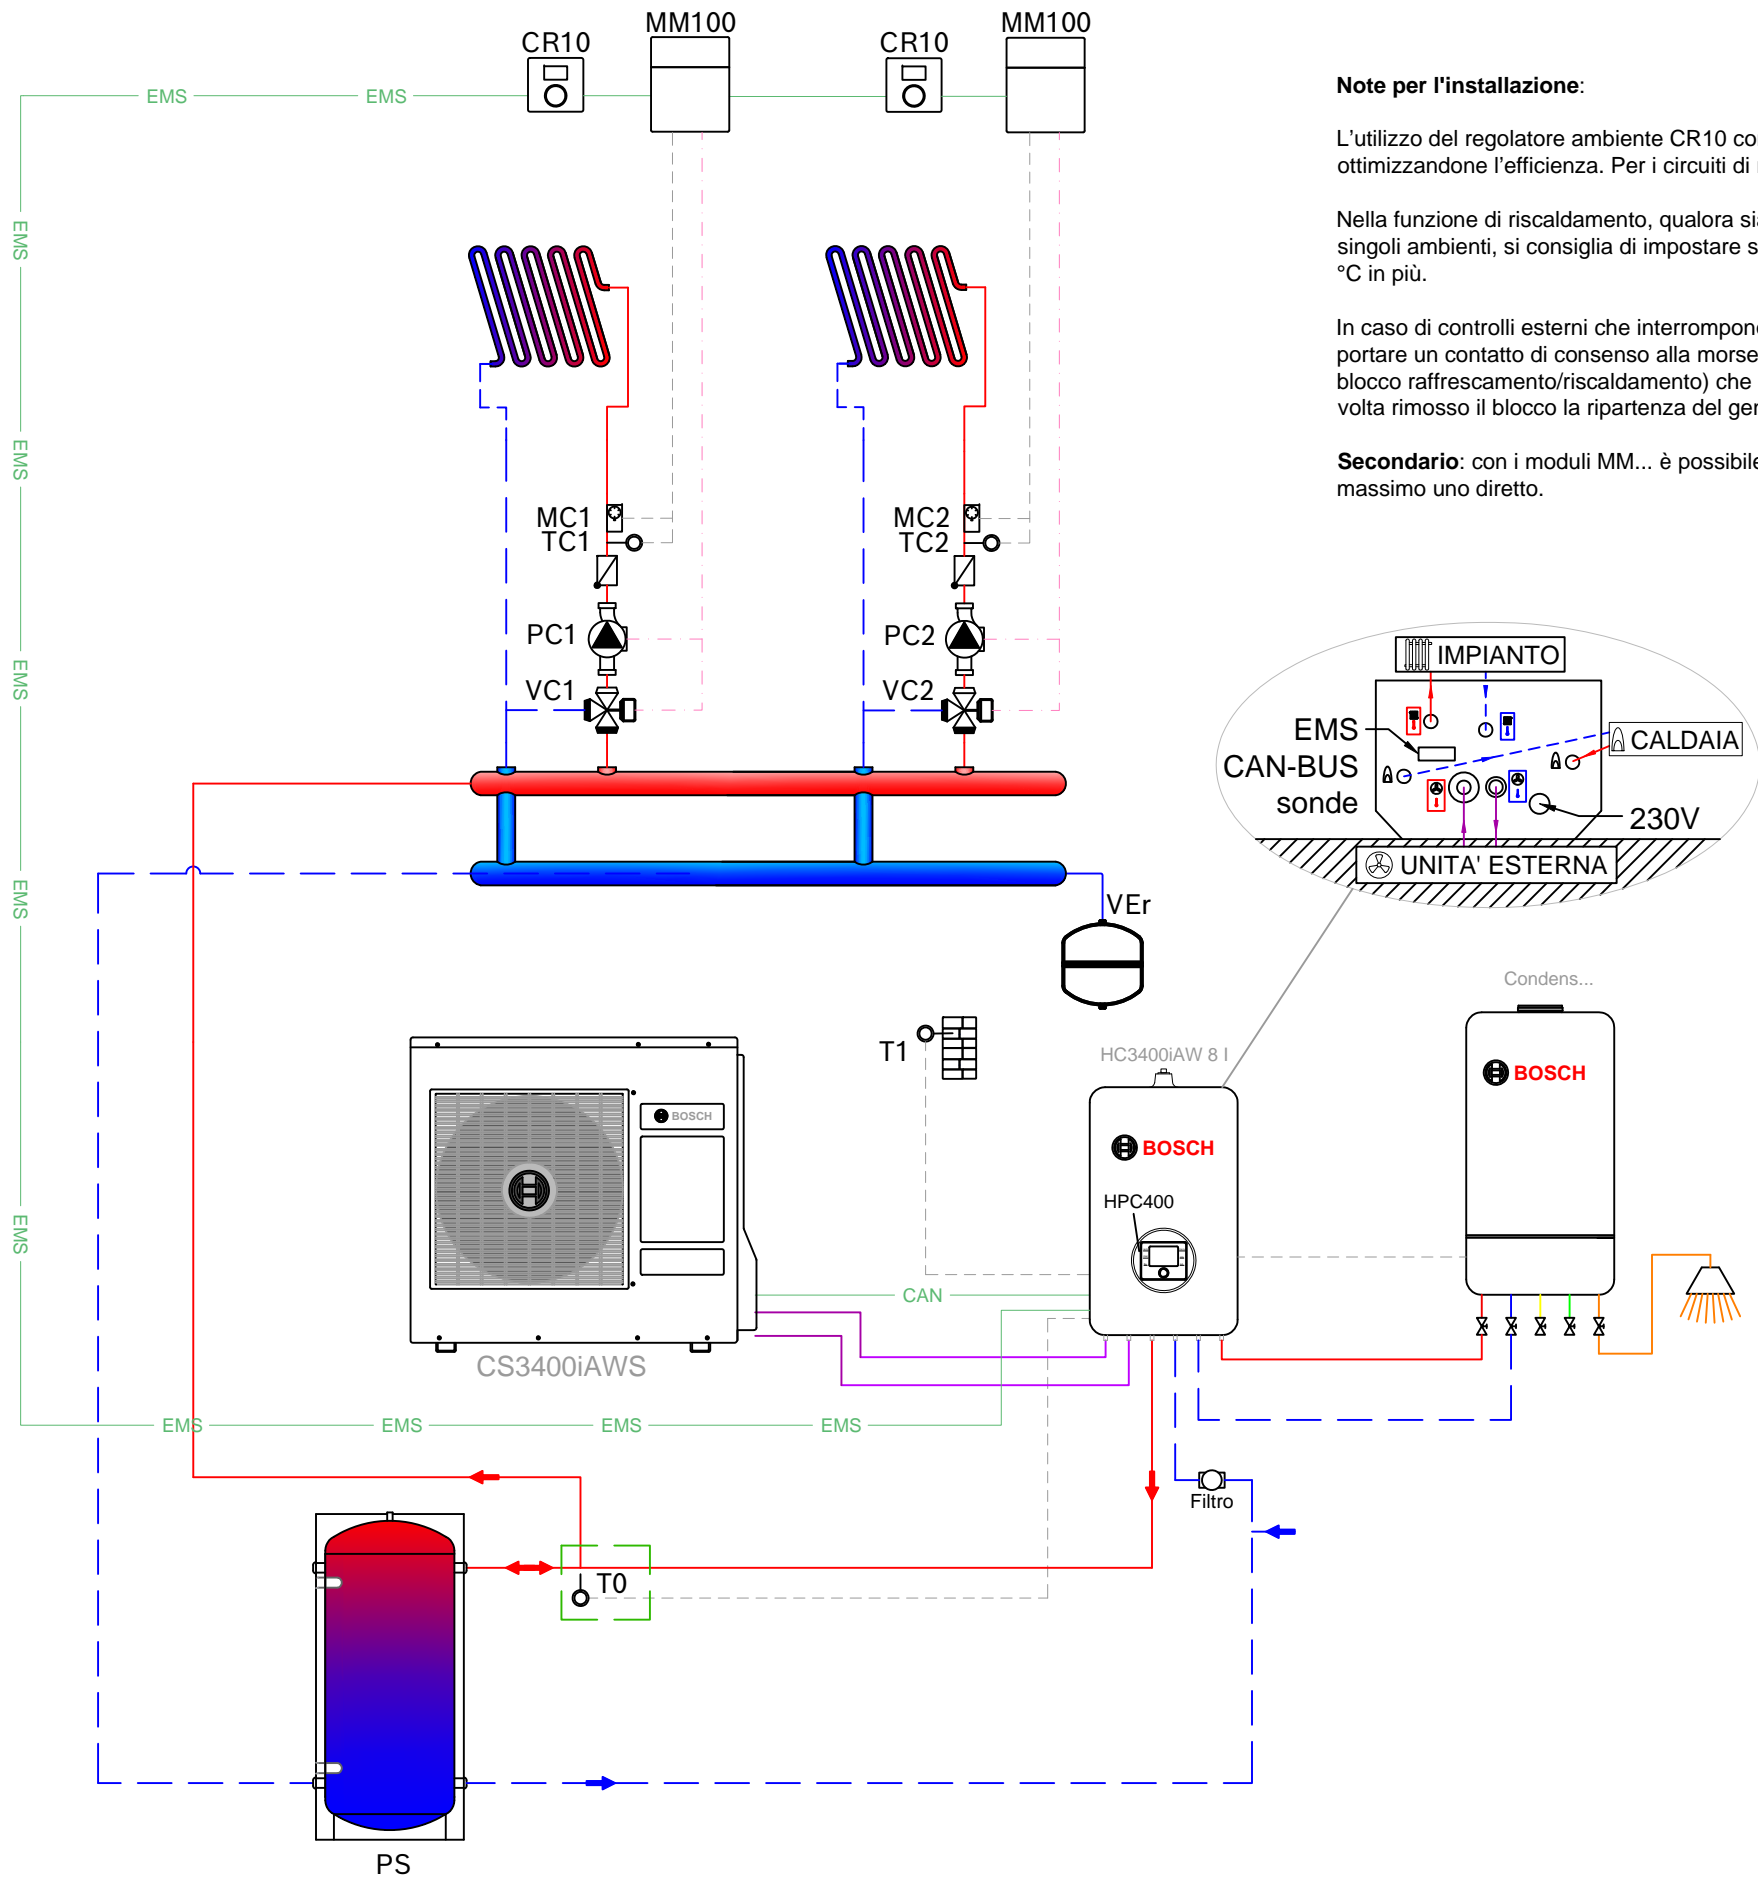 MM100
MM100
CR10
CR10
EMS
EMS
Note per l'installazione:
L'utilizzo del regolatore ambiente CR10
ottimizzandone l'efficienza. Per i circuiti di
EMS
Nella funzione di riscaldamento, qualora
singoli ambienti, si consiglia di impostare
°C in più.
In caso di controlli esterni che
portare un contatto di consenso alla
blocco raffrescamento/riscaldamento) che
volta rimosso il blocco la ripartenza del
EMS
Secondario: con i moduli MM... è possibile
massimo uno diretto.
MC1
TC1
MC2
TC2
PC1
PC2
EMS
VC1
VC2
IMPIANTO
EMS
CAN-BUS
sonde
CALDAIA
230V
UNITA' ESTERNA
EMS
VEr
Condens...
T1
HC3400iAW 8 I
BOSCH
BOSCH
BOSCH
HPC400
EMS
CAN
CS3400iAWS
EMS
EMS
EMS
EMS
Filtro
T0
PS